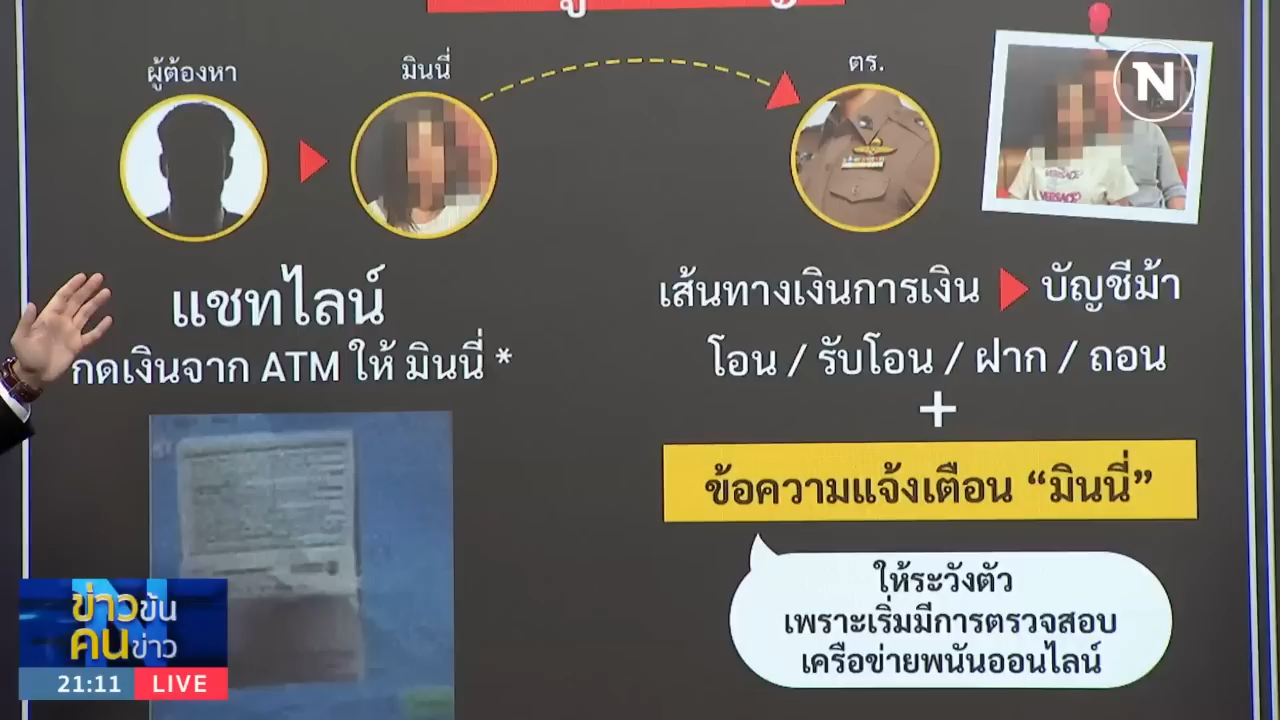 ผู้ต้องหา
มินนี่
ตร.
N
VERSACE
VERSACE
แชทไลน์
กดเงินจาก ATM ให้ มินนี่ *
เส้นทางเงินการเงิน
บัญชีม้า
โอน / รับโอน / ฝาก / ถอน
+
ข้อความแจ้งเตือน “มินนี่”
ให้ระวังตัว
เพราะเริ่มมีการตรวจสอบ
เครือข่ายพนันออนไลน์
ข่าวข้น
คนข่าว
21:11 LIVE